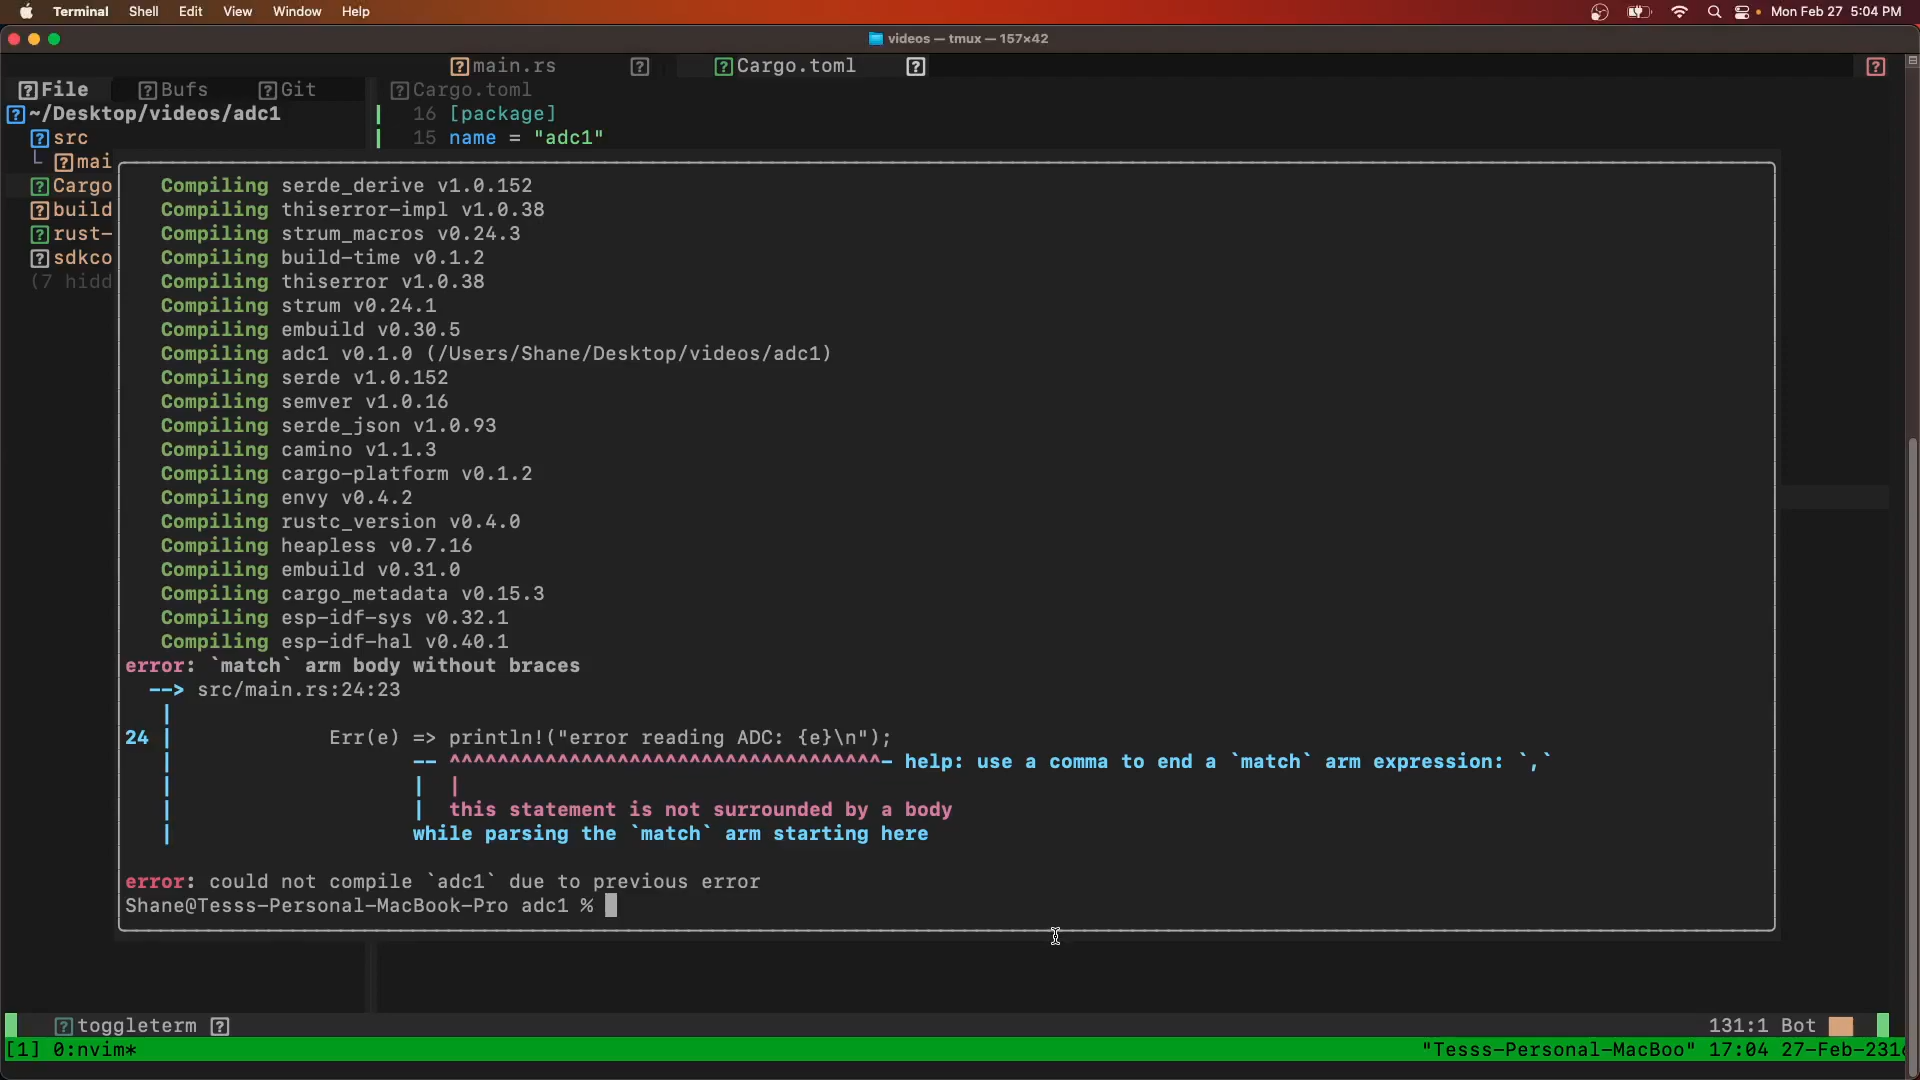 Terminal Shell Edit View Window Help Mon Feb 27 5:04 PM
videos — tmux — 157×42
main.rs Cargo.toml
File Bufs Git Cargo.toml
~/Desktop/videos/adc1 16 [package]
src 15 name = "adc1"
mai
Cargo
build
rust-
sdkco
(7 hidd
Compiling serde_derive v1.0.152
Compiling thiserror-impl v1.0.38
Compiling strum_macros v0.24.3
Compiling build-time v0.1.2
Compiling thiserror v1.0.38
Compiling strum v0.24.1
Compiling embuild v0.30.5
Compiling adc1 v0.1.0 (/Users/Shane/Desktop/videos/adc1)
Compiling serde v1.0.152
Compiling semver v1.0.16
Compiling serde_json v1.0.93
Compiling camino v1.1.3
Compiling cargo-platform v0.1.2
Compiling envy v0.4.2
Compiling rustc_version v0.4.0
Compiling heapless v0.7.16
Compiling embuild v0.31.0
Compiling cargo_metadata v0.15.3
Compiling esp-idf-sys v0.32.1
Compiling esp-idf-hal v0.40.1
error: `match` arm body without braces
--> src/main.rs:24:23
|
24 | Err(e) => println!("error reading ADC: {e}\n");
| -- ^^^^^^^^^^^^^^^^^^^^^^^^^^^^^^^^^^^^- help: use a comma to end a `match` arm expression: `,`
| | |
| | this statement is not surrounded by a body
| while parsing the `match` arm starting here
error: could not compile `adc1` due to previous error
Shane@Tesss-Personal-MacBook-Pro adc1 %
toggleterm 131:1 Bot
[1] 0:nvim* "Tesss-Personal-MacBoo" 17:04 27-Feb-23